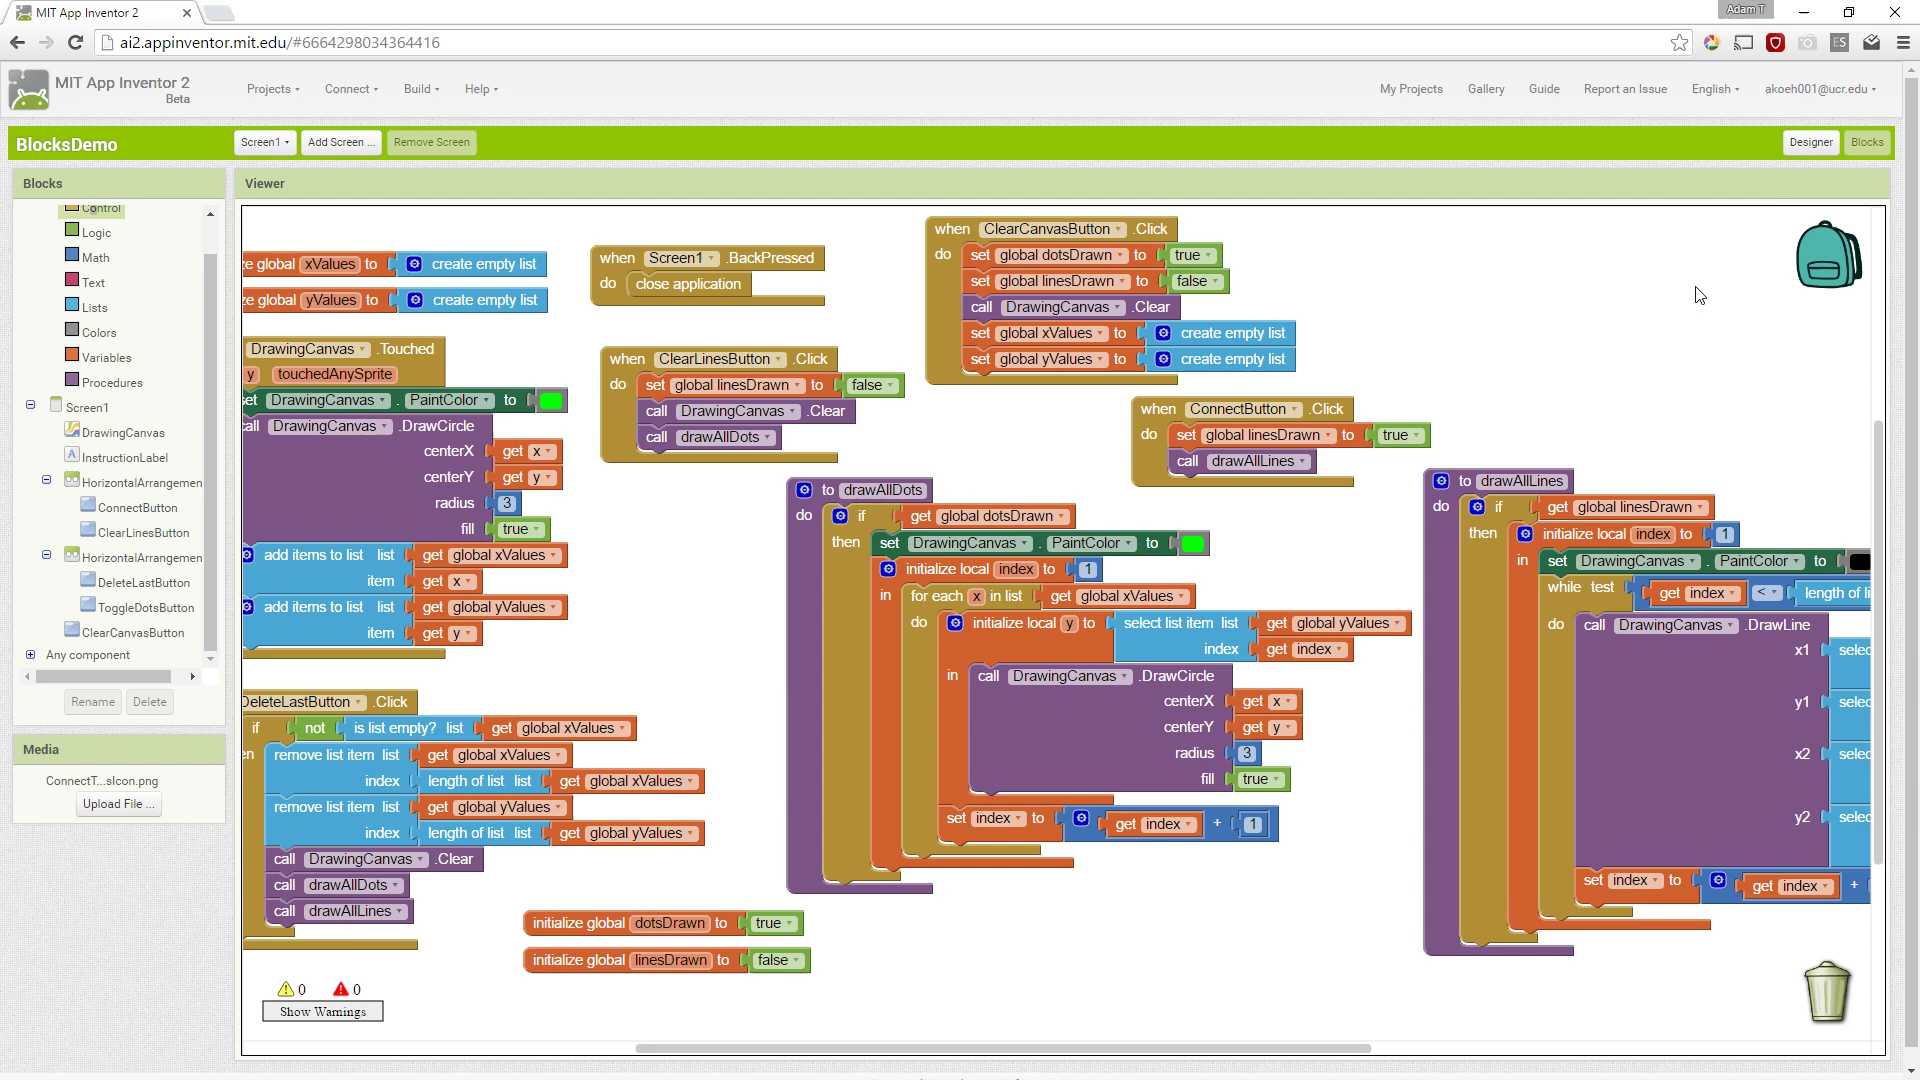 MIT App Inventor 2
Adam T
ai2.appinventor.mit.edu/#6664298034364416
ES
MIT App Inventor 2
Beta
Projects
Connect
Build
Help
My Projects
Gallery
Guide
Report an Issue
English
akoeh001@ucr.edu
BlocksDemo
Screen1
Add Screen ...
Remove Screen
Designer
Blocks
Blocks
Control
Logic
Math
Text
Lists
Colors
Variables
Procedures
Screen1
DrawingCanvas
A InstructionLabel
HorizontalArrangemen
ConnectButton
ClearLinesButton
HorizontalArrangemen
DeleteLastButton
ToggleDotsButton
ClearCanvasButton
Any component
Rename
Delete
Media
ConnectT...sIcon.png
Upload File ...
Viewer
ze global xValues to create empty list
ze global yValues to create empty list
DrawingCanvas .Touched
y touchedAnySprite
set DrawingCanvas . PaintColor to
call DrawingCanvas .DrawCircle
centerX get x
centerY get y
radius 3
fill true
add items to list list get global xValues
item get x
add items to list list get global yValues
item get y
DeleteLastButton .Click
if not is list empty? list get global xValues
en remove list item list get global xValues
index length of list list get global xValues
remove list item list get global yValues
index length of list list get global yValues
call DrawingCanvas .Clear
call drawAllDots
call drawAllLines
0 0
Show Warnings
when Screen1 .BackPressed
do close application
when ClearLinesButton .Click
do set global linesDrawn to false
call DrawingCanvas .Clear
call drawAllDots
when ClearCanvasButton .Click
do set global dotsDrawn to true
set global linesDrawn to false
call DrawingCanvas .Clear
set global xValues to create empty list
set global yValues to create empty list
when ConnectButton .Click
do set global linesDrawn to true
call drawAllLines
to drawAllDots
do if get global dotsDrawn
then set DrawingCanvas . PaintColor to
initialize local index to 1
in for each x in list get global xValues
do initialize local y to select list item list get global yValues
index get index
in call DrawingCanvas .DrawCircle
centerX get x
centerY get y
radius 3
fill true
set index to get index + 1
initialize global dotsDrawn to true
initialize global linesDrawn to false
to drawAllLines
do if get global linesDrawn
then initialize local index to 1
in set DrawingCanvas . PaintColor to
while test get index < length of li
do call DrawingCanvas .DrawLine
x1 selec
y1 selec
x2 selec
y2 selec
set index to get index +